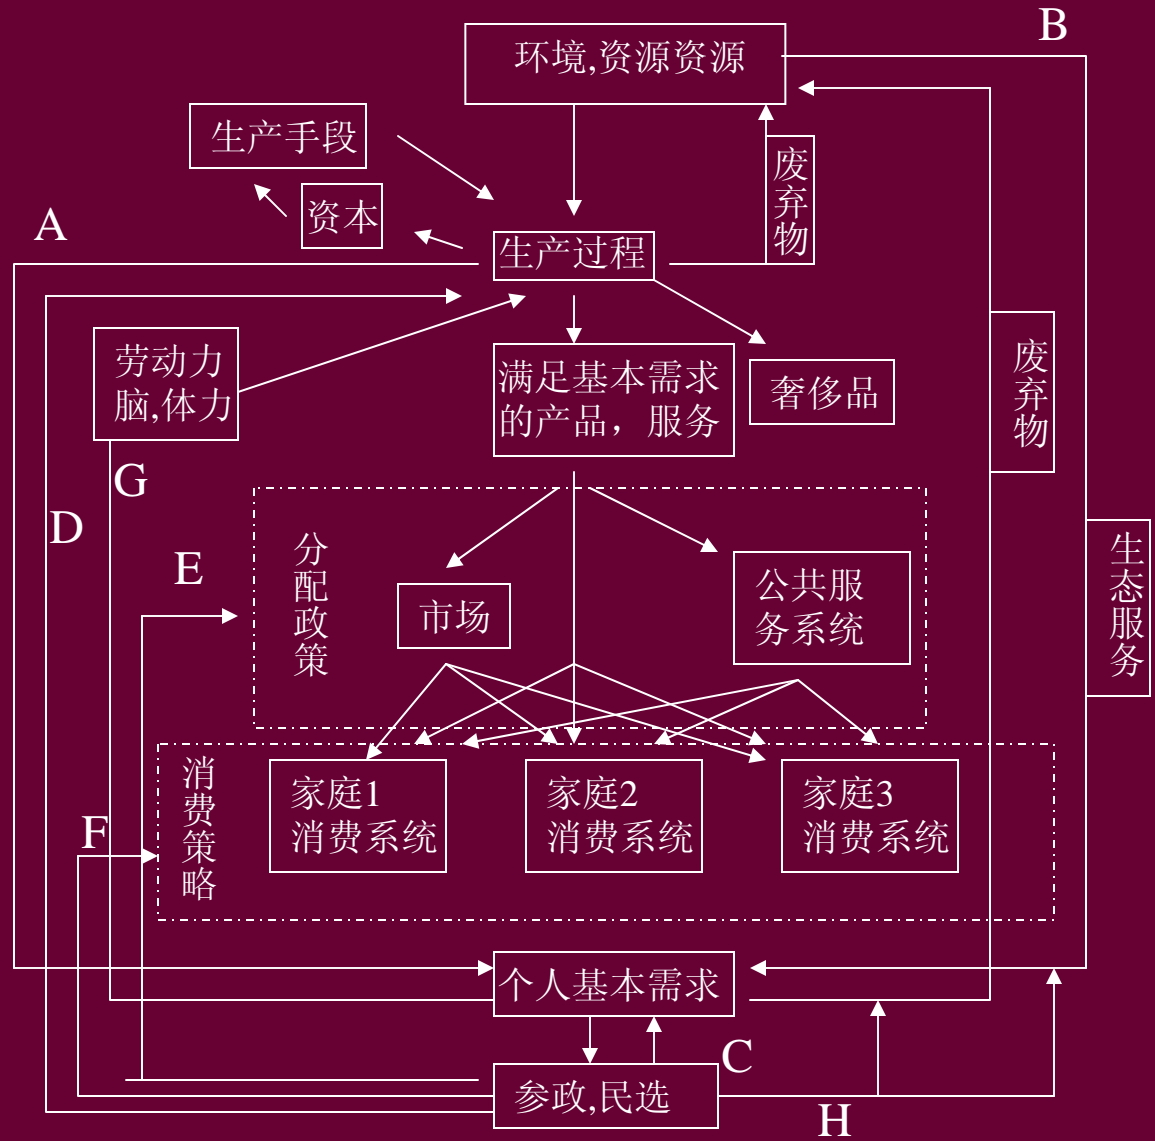 B
环境,资源资源
生产手段
废弃物
资本
A
生产过程
劳动力
脑,体力
满足基本需求
的产品，服务
奢侈品
废弃物
G
D
E
分配政策
市场
公共服
务系统
生态服务
消费策略
F
家庭1
消费系统
家庭2
消费系统
家庭3
消费系统
个人基本需求
C
参政,民选
H